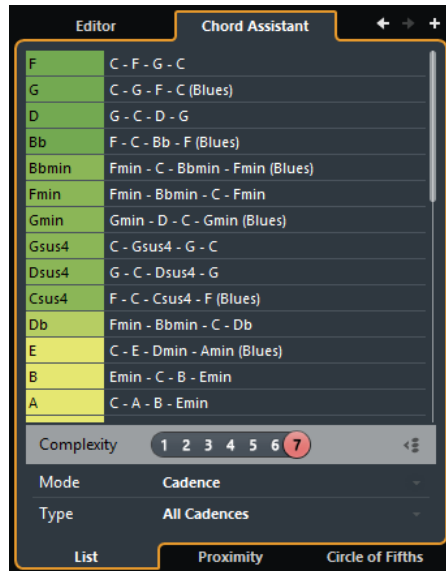 Editor Chord Assistant
F C - F - G - C
G C - G - F - C (Blues)
D G - C - D - G
Bb F - C - Bb - F (Blues)
Bbmin Fmin - C - Bbmin - Fmin (Blues)
Fmin Fmin - Bbmin - C - Fmin
Gmin Gmin - D - C - Gmin (Blues)
Gsus4 C - Gsus4 - G - C
Dsus4 G - C - Dsus4 - G
Csus4 F - C - Csus4 - F (Blues)
Db Fmin - Bbmin - C - Db
E C - E - Dmin - Amin (Blues)
B Emin - C - B - Emin
A C - A - B - Emin
Complexity 1 2 3 4 5 6 7
Mode Cadence
Type All Cadences
List Proximity Circle of Fifths